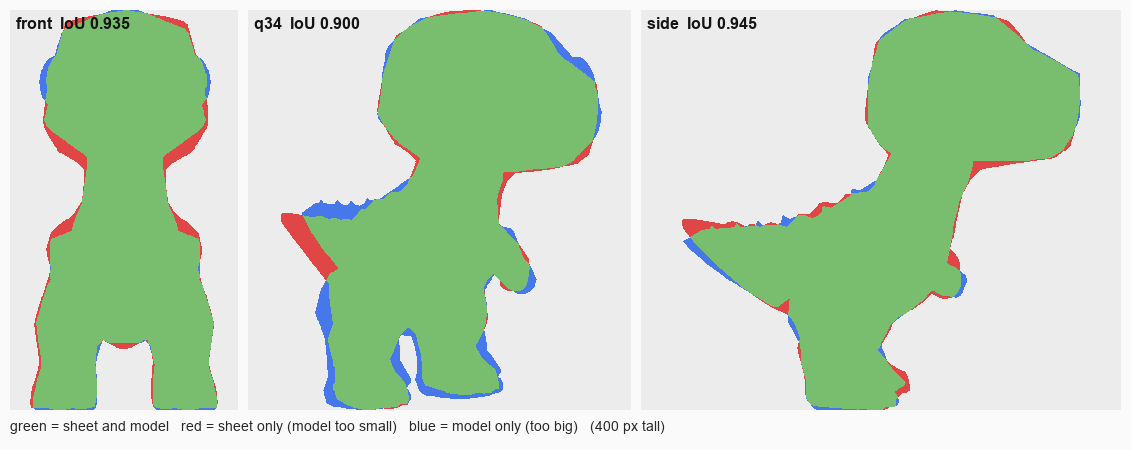 front IoU 0.935
q34 IoU 0.900
side IoU 0.945
green = sheet and model red = sheet only (model too small) blue = model only (too big) (400 px tall)